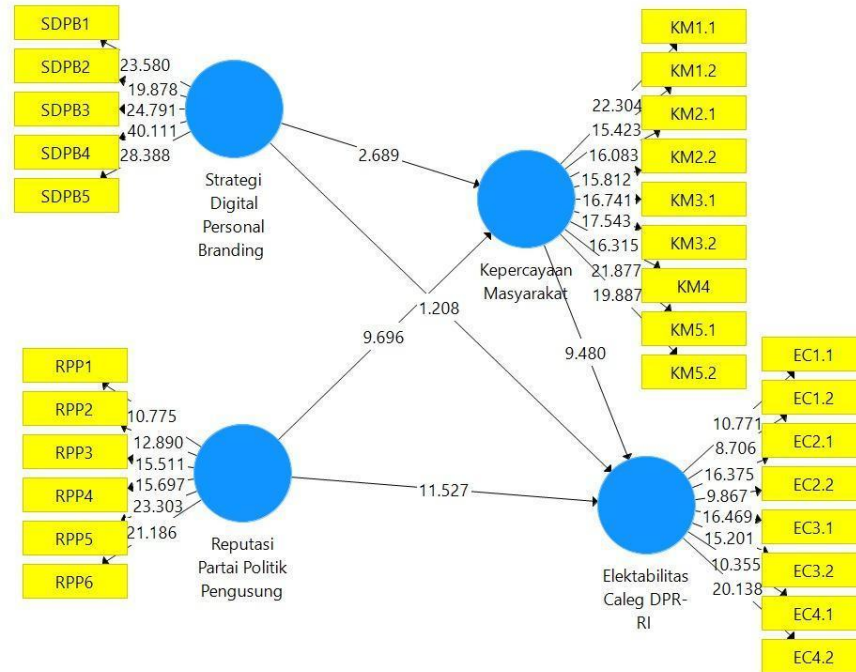 SDPB1
SDPB2
SDPB3
SDPB4
SDPB5
23.580
19.878
24.791
40.111
28.388
Strategi
Digital
Personal
Branding
2.689
1.208
KM1.1
KM1.2
KM2.1
KM2.2
KM3.1
KM3.2
KM4
KM5.1
KM5.2
22.304
15.423
16.083
15.812
16.741
17.543
16.315
21.877
19.887
Kepercayaan
Masyarakat
9.696
9.480
RPP1
RPP2
RPP3
RPP4
RPP5
RPP6
10.775
12.890
15.511
15.697
23.303
21.186
Reputasi
Partai Politik
Pengusung
11.527
EC1.1
EC1.2
EC2.1
EC2.2
EC3.1
EC3.2
EC4.1
EC4.2
10.771
8.706
16.375
9.867
16.469
15.201
10.355
20.138
Elektabilitas
Caleg DPR-
RI